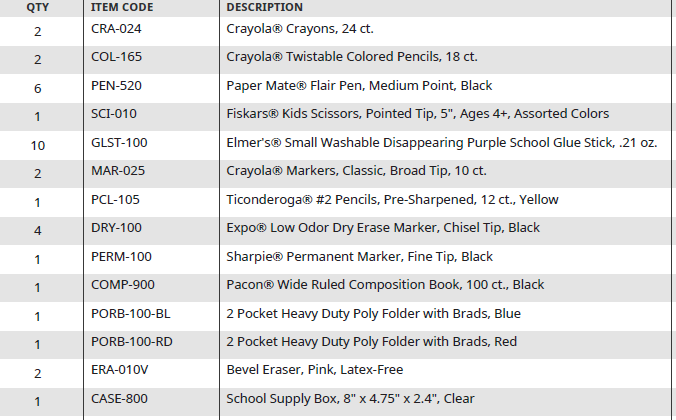 QTY ITEM CODE DESCRIPTION
2 CRA-024 Crayola® Crayons, 24 ct.
2 COL-165 Crayola® Twistable Colored Pencils, 18 ct.
6 PEN-520 Paper Mate® Flair Pen, Medium Point, Black
1 SCI-010 Fiskars® Kids Scissors, Pointed Tip, 5", Ages 4+, Assorted Colors
10 GLST-100 Elmer's® Small Washable Disappearing Purple School Glue Stick, .21 oz.
2 MAR-025 Crayola® Markers, Classic, Broad Tip, 10 ct.
1 PCL-105 Ticonderoga® #2 Pencils, Pre-Sharpened, 12 ct., Yellow
4 DRY-100 Expo® Low Odor Dry Erase Marker, Chisel Tip, Black
1 PERM-100 Sharpie® Permanent Marker, Fine Tip, Black
1 COMP-900 Pacon® Wide Ruled Composition Book, 100 ct., Black
1 PORB-100-BL 2 Pocket Heavy Duty Poly Folder with Brads, Blue
1 PORB-100-RD 2 Pocket Heavy Duty Poly Folder with Brads, Red
2 ERA-010V Bevel Eraser, Pink, Latex-Free
1 CASE-800 School Supply Box, 8" x 4.75" x 2.4", Clear